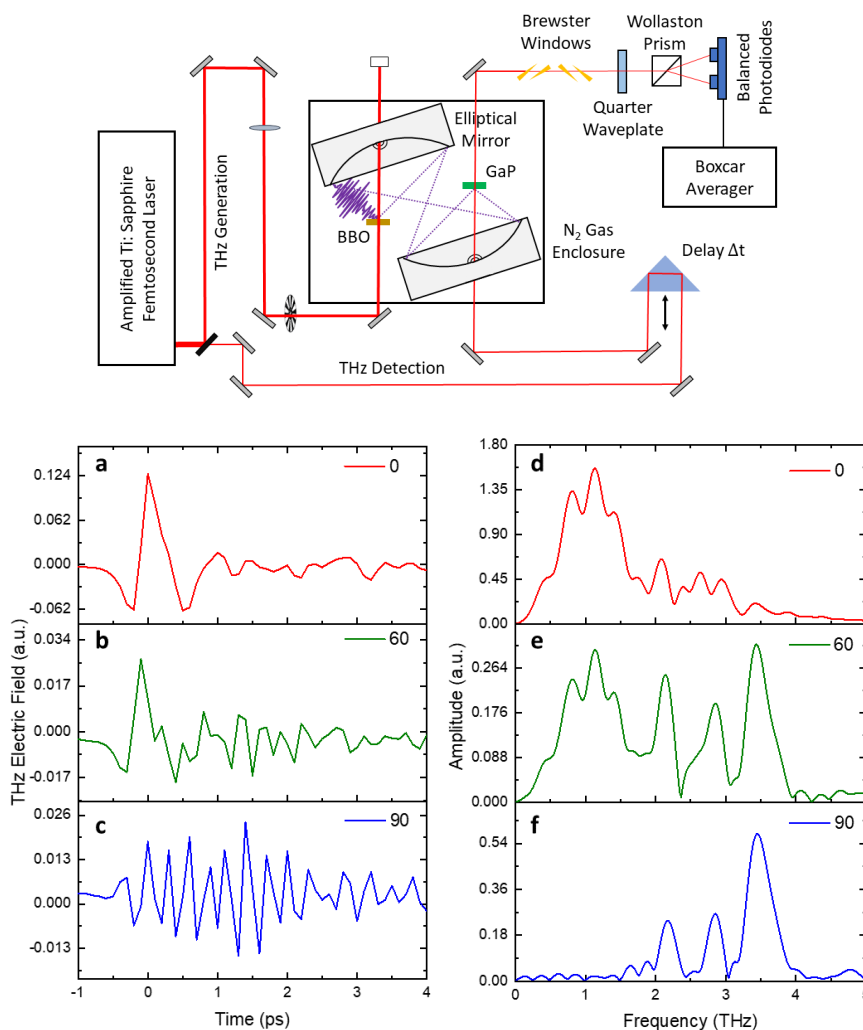 Brewster
Windows
Wollaston
Prism
Balanced
Photodiodes
Quarter
Waveplate
Boxcar
Averager
Amplified Ti: Sapphire
Femtosecond Laser
THz Generation
Elliptical
Mirror
GaP
BBO
N₂ Gas
Enclosure
Delay Δt
THz Detection
a
0
0.124
0.062
0.000
-0.062
b
60
0.034
0.017
0.000
-0.017
c
90
0.026
0.013
0.000
-0.013
-1 0 1 2 3 4
Time (ps)
THz Electric Field (a.u.)
d
0
1.80
1.35
0.90
0.45
0.00
e
60
0.264
0.176
0.088
0.000
f
90
0.54
0.36
0.18
0.00
0 1 2 3 4 5
Frequency (THz)
Amplitude (a.u.)